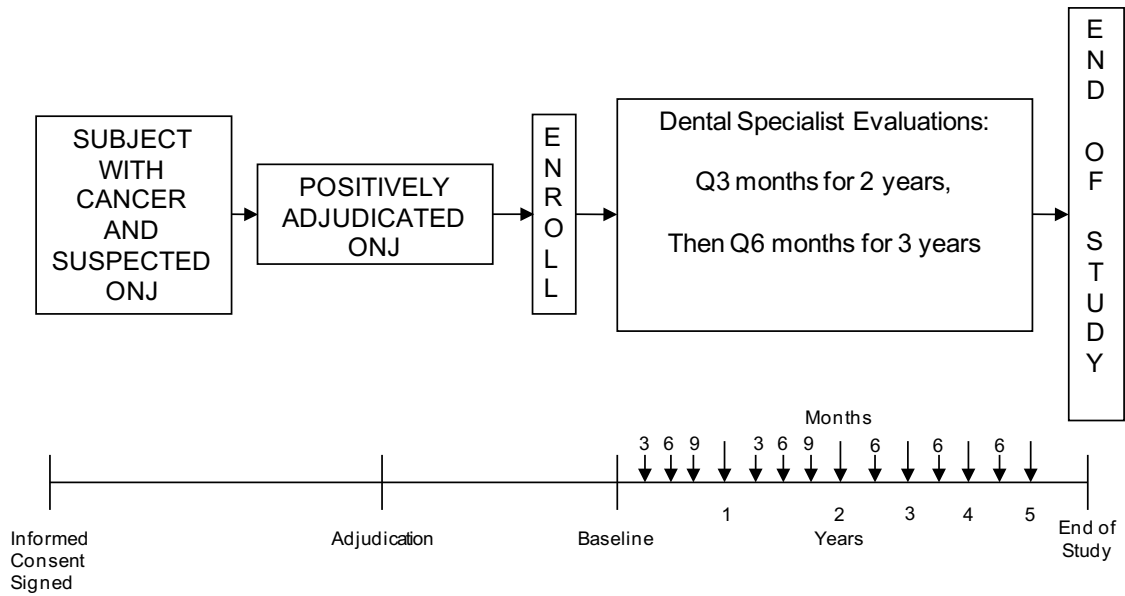 SUBJECT
WITH
CANCER
AND
SUSPECTED
ONJ
POSITIVELY
ADJUDICATED
ONJ
E
N
R
O
L
L
Dental Specialist Evaluations:
Q3 months for 2 years,
Then Q6 months for 3 years
E
N
D
O
F
S
T
U
D
Y
Months
3 6 9 3 6 9 6 6 6
1 2 3 4 5
Informed
Consent
Signed
Adjudication
Baseline
Years
End of
Study